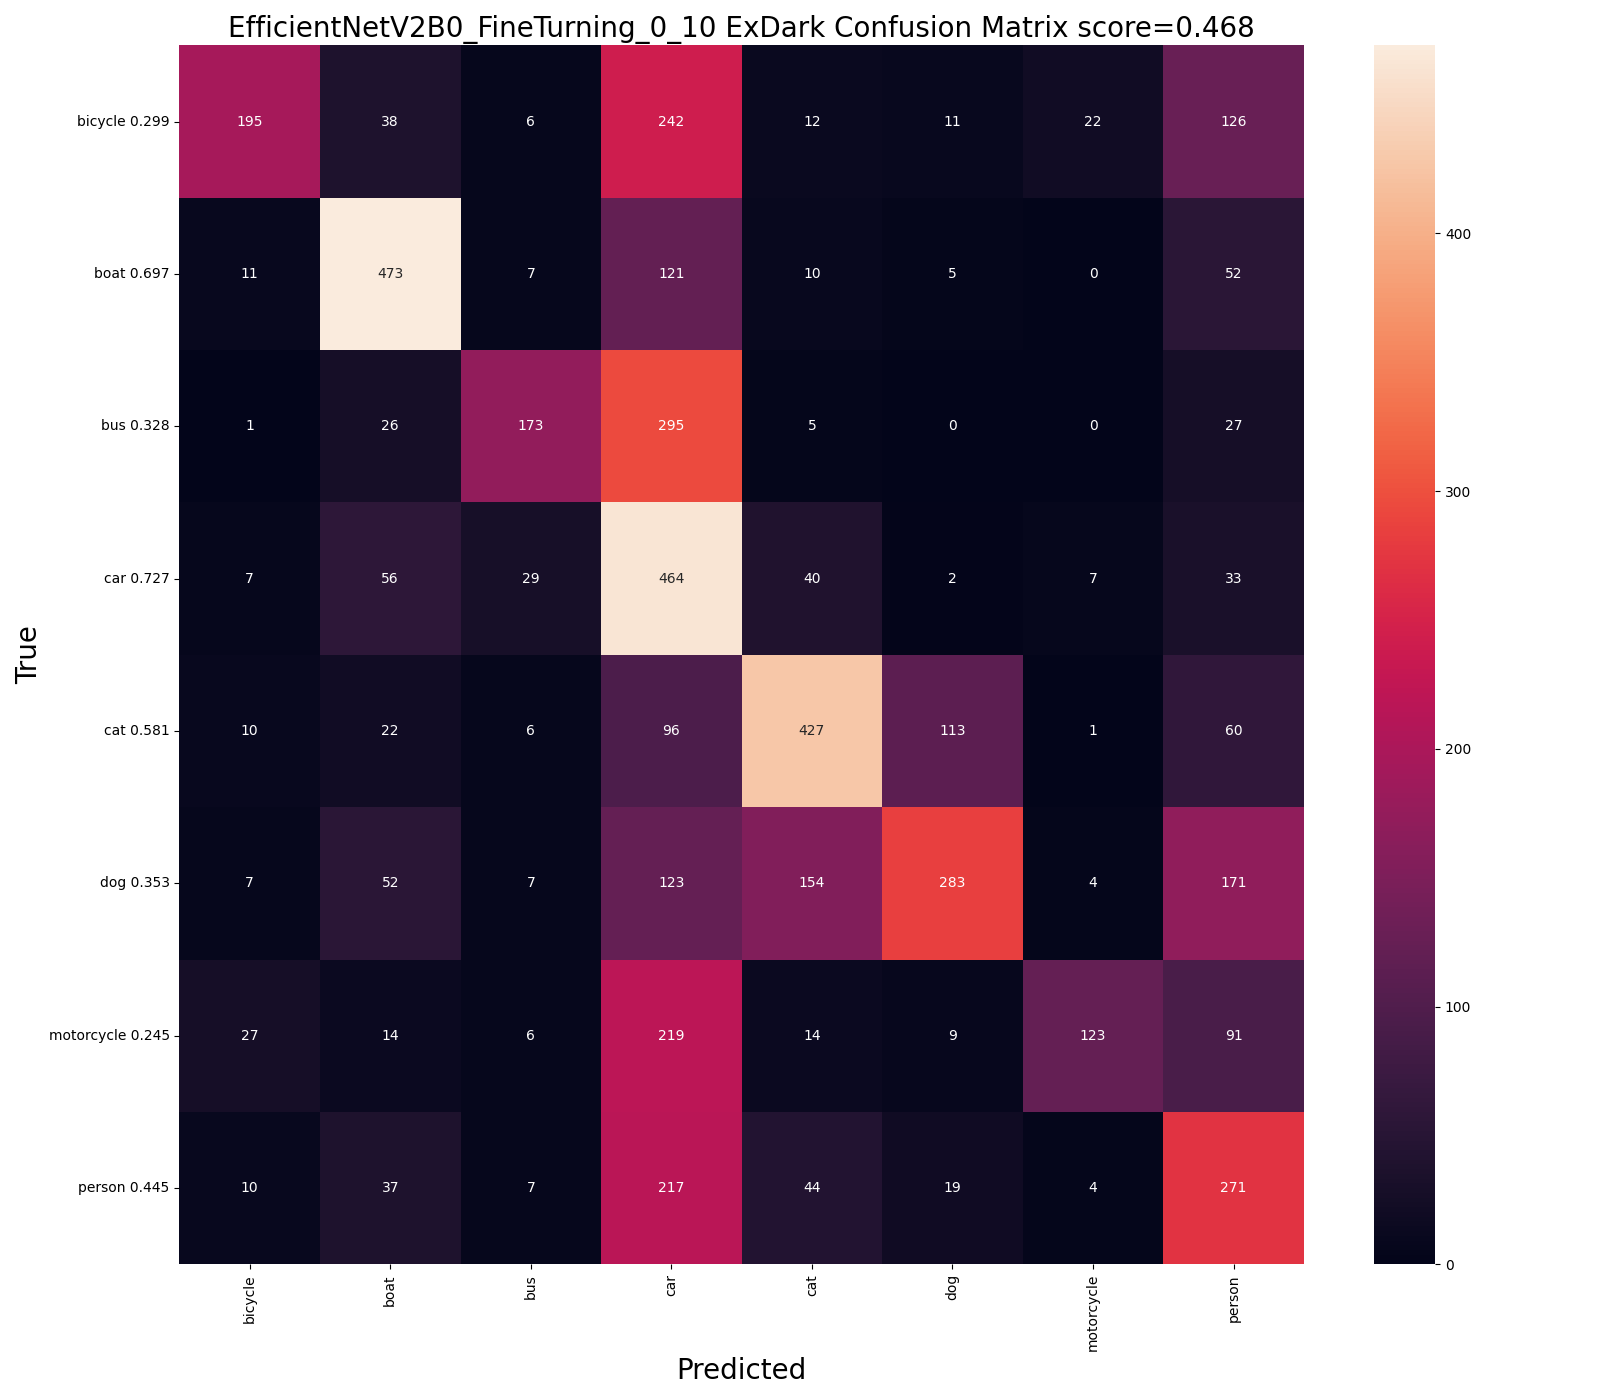 EfficientNetV2B0_FineTurning_0_10 ExDark Confusion Matrix score=0.468
bicycle 0.299 195 38 6 242 12 11 22 126
boat 0.697 11 473 7 121 10 5 0 52
bus 0.328 1 26 173 295 5 0 0 27
car 0.727 7 56 29 464 40 2 7 33
cat 0.581 10 22 6 96 427 113 1 60
dog 0.353 7 52 7 123 154 283 4 171
motorcycle 0.245 27 14 6 219 14 9 123 91
person 0.445 10 37 7 217 44 19 4 271
bicycle boat bus car cat dog motorcycle person
True
Predicted
400
300
200
100
0